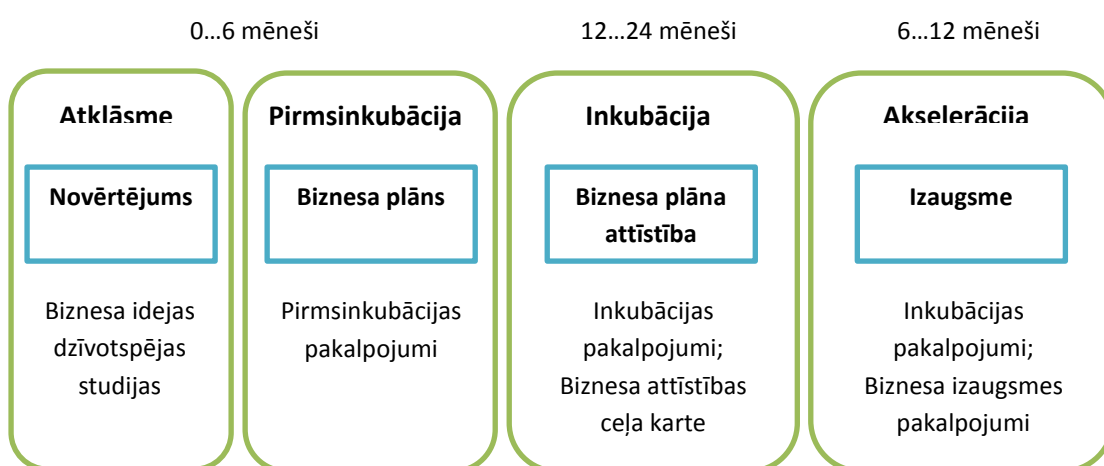 0…6 mēneši
12…24 mēneši
6…12 mēneši
Atklāsme
Novērtējums
Biznesa idejas
dzīvotspējas
studijas
Pirmsinkubācija
Biznesa plāns
Pirmsinkubācijas
pakalpojumi
Inkubācija
Biznesa plāna
attīstība
Inkubācijas
pakalpojumi;
Biznesa attīstības
ceļa karte
Akselerācija
Izaugsme
Inkubācijas
pakalpojumi;
Biznesa izaugsmes
pakalpojumi